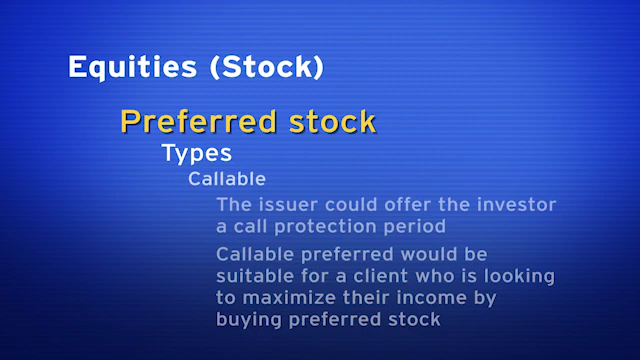 Equities (Stock)
Preferred stock
Types
Callable
The issuer could offer the investor
a call protection period
Callable preferred would be
suitable for a client who is looking
to maximize their income by
buying preferred stock